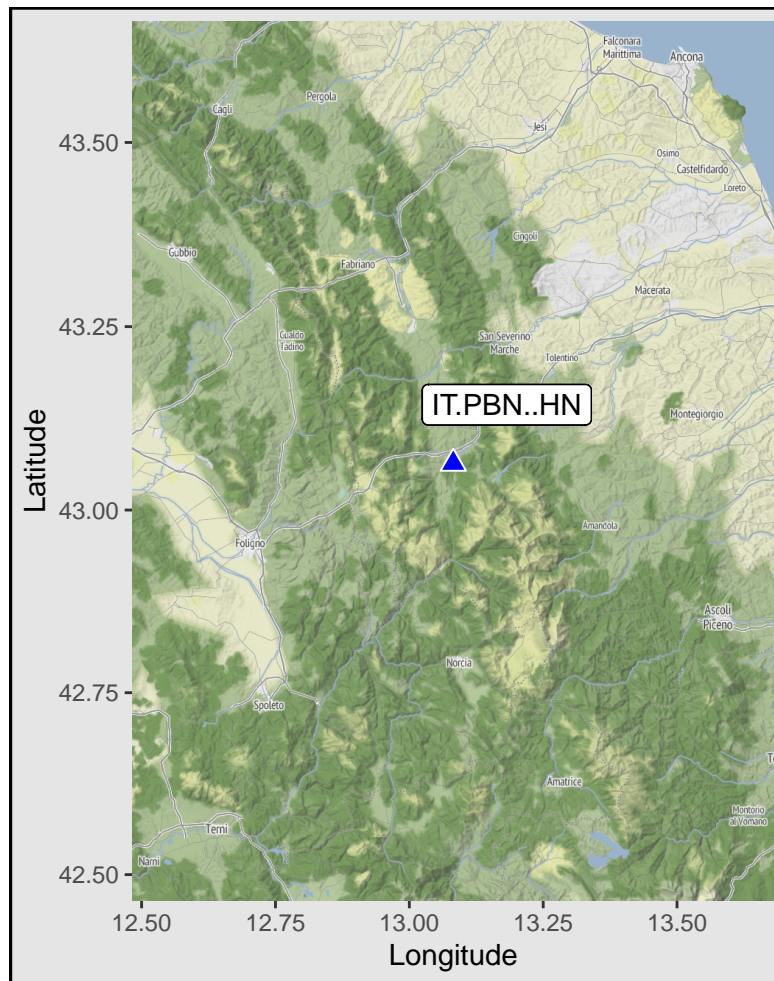 Falconara
Marittima
Ancona
Pergola
Cagli
Jesi
43.50
Osimo
Castelfidardo
Loreto
Cingoli
Gubbio
Fabriano
Macerata
43.25
Gualdo
Tadino
San Severino
Marche
Tolentino
IT.PBN..HN
Montegiorgio
Latitude
43.00
Amandola
Foligno
Ascoli
Piceno
Norcia
42.75
Spoleto
Amatrice
Montorio
al Vomano
Terni
Narni
42.50
12.50 12.75 13.00 13.25 13.50
Longitude